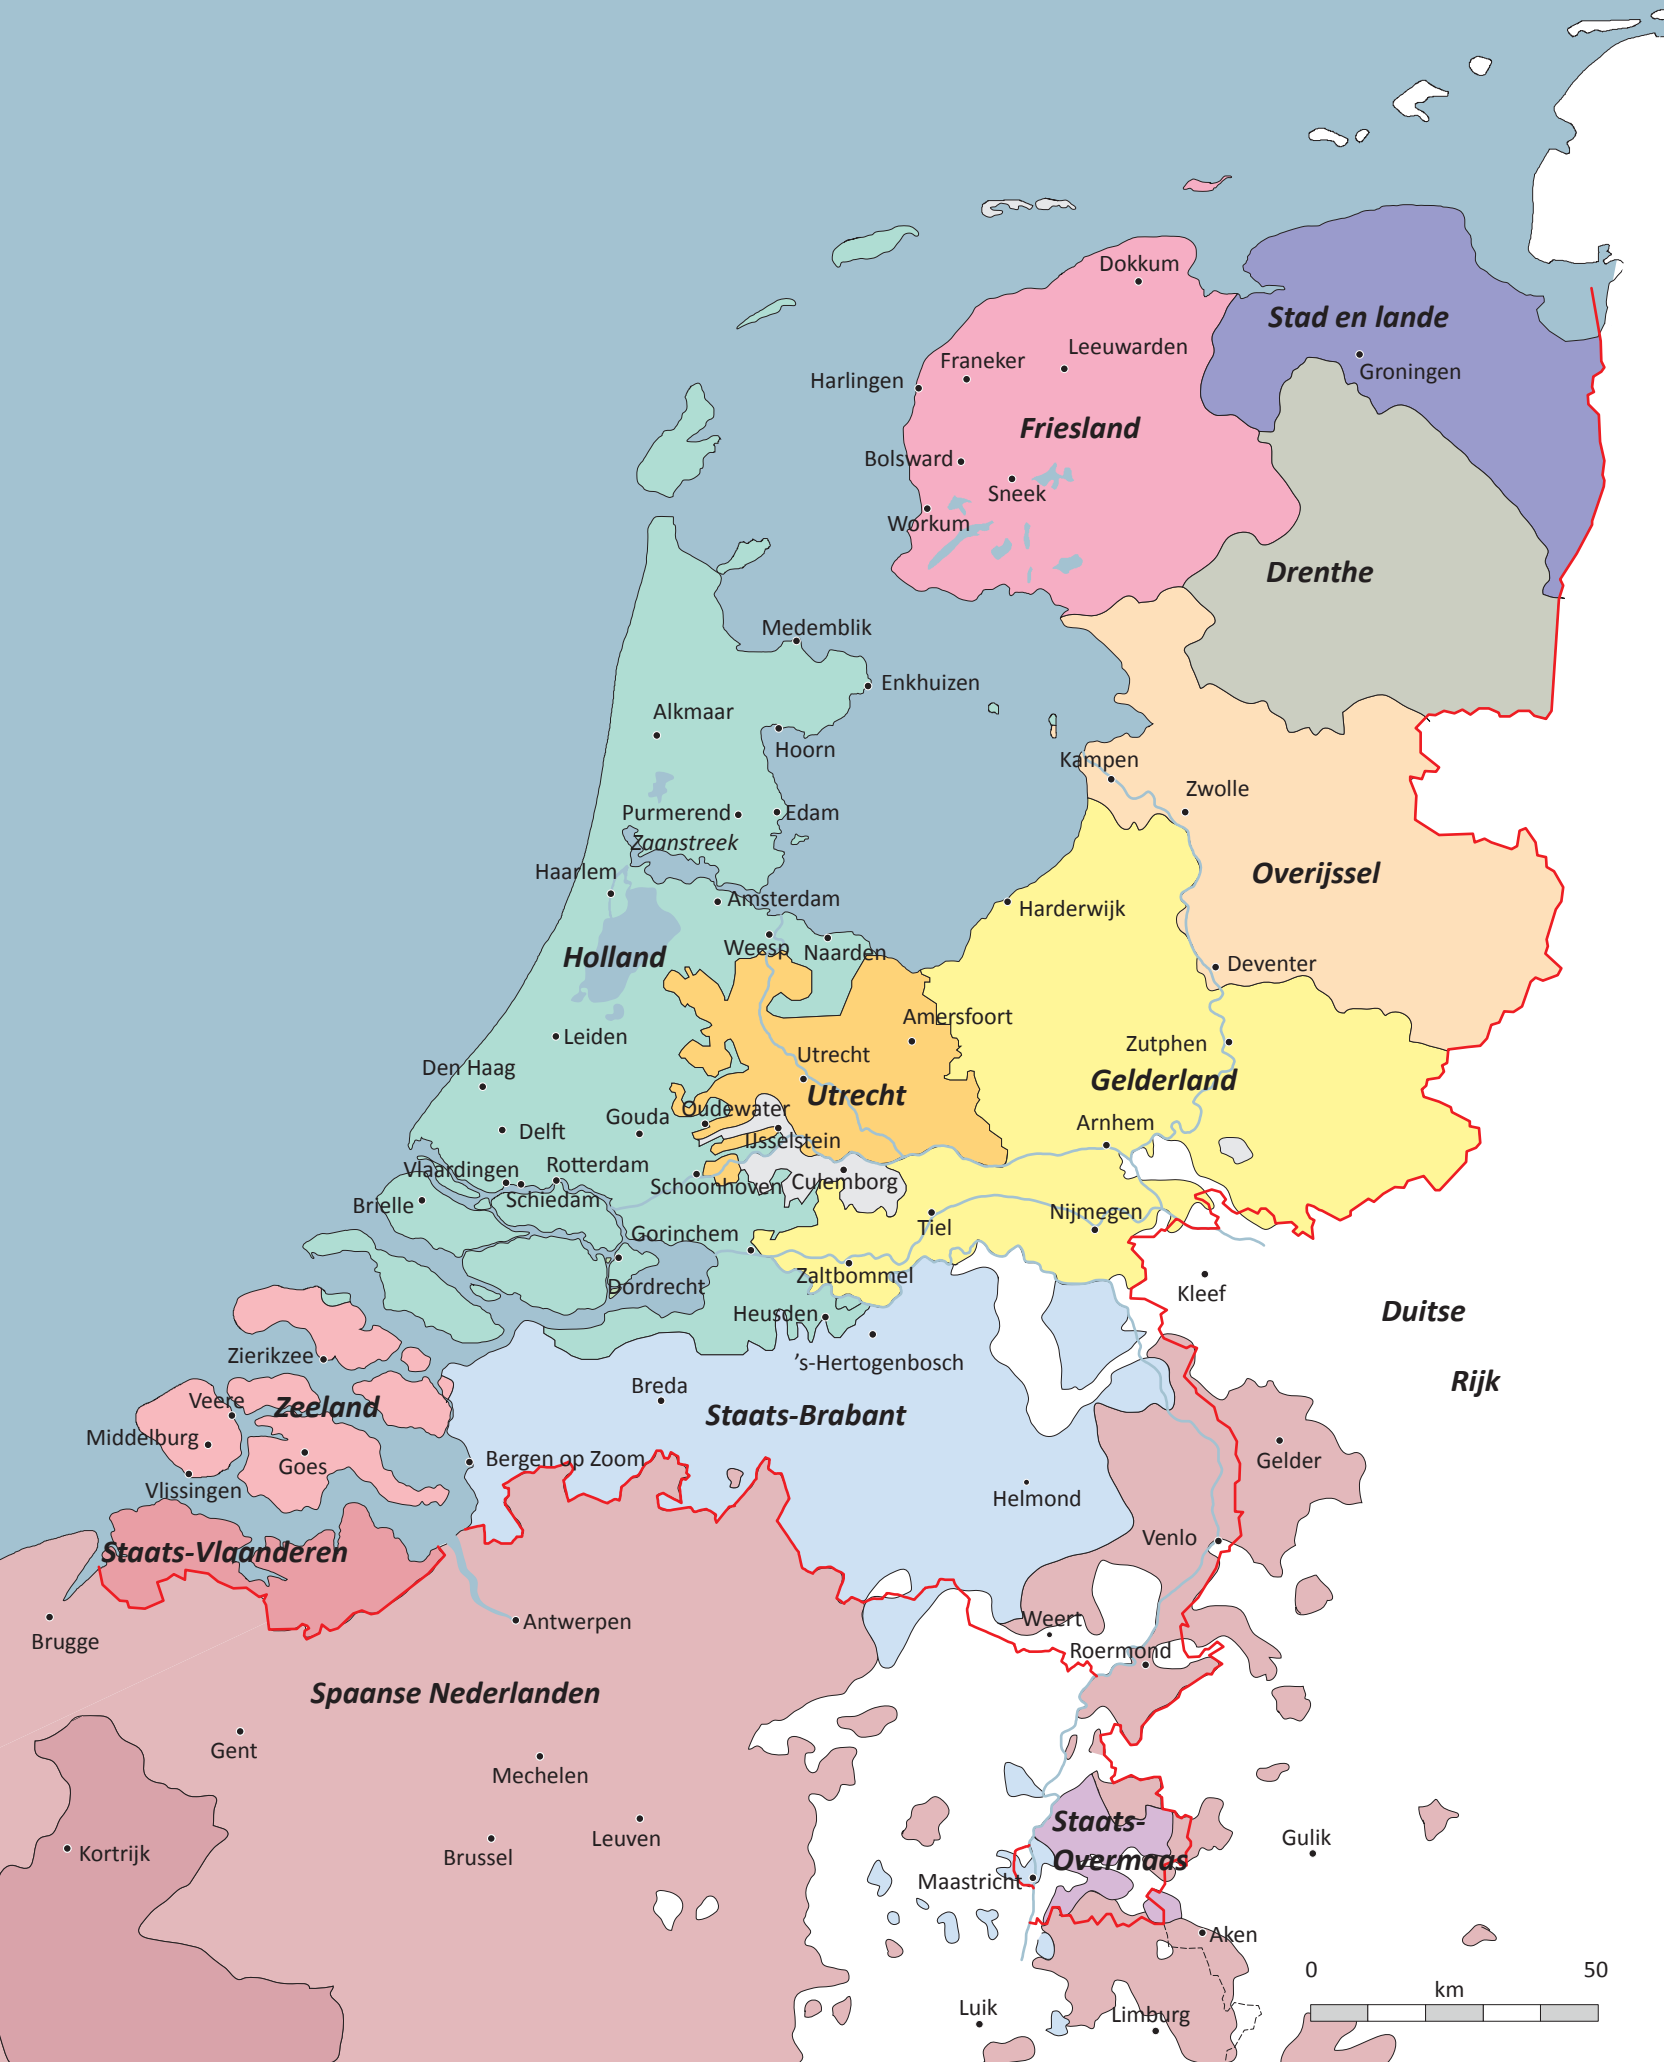 Dokkum
Stad en lande
Leeuwarden
Franeker
Groningen
Harlingen
Friesland
Bolsward
Sneek
Workum
Drenthe
Medemblik
Enkhuizen
Alkmaar
Hoorn
Kampen
Zwolle
Purmerend
Edam
Zaanstreek
Haarlem
Overijssel
Amsterdam
Harderwijk
Weesp
Naarden
Holland
Deventer
Amersfoort
Leiden
Zutphen
Utrecht
Den Haag
Gelderland
Utrecht
Oudewater
Gouda
Arnhem
Delft
IJsselstein
Vlaardingen
Rotterdam
Culemborg
Schoonhoven
Schiedam
Brielle
Nijmegen
Tiel
Gorinchem
Zaltbommel
Dordrecht
Kleef
Heusden
Duitse
Rijk
Zierikzee
's-Hertogenbosch
Breda
Veere
Zeeland
Staats-Brabant
Middelburg
Goes
Bergen op Zoom
Gelder
Vlissingen
Helmond
Venlo
Staats-Vlaanderen
Antwerpen
Weert
Brugge
Roermond
Spaanse Nederlanden
Gent
Mechelen
Staats-
Overmaas
Leuven
Gulik
Brussel
Kortrijk
Maastricht
Aken
0 50
km
Luik
Limburg